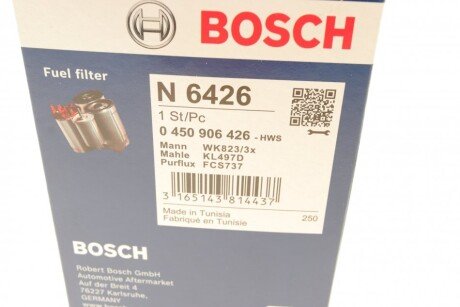 BOSCH
Fuel filter
N 6426
1 St/Pc
0 450 906 426 - HWS
Mann WK823/3x
Mahle KL497D
Purflux FCS737
3 165143 814437
Made in Tunisia
Fabriqué en Tunisie
250
BOSCH
Robert Bosch GmbH
Automotive Aftermarket
Auf der Breit 4
76227 Karlsruhe
Germany